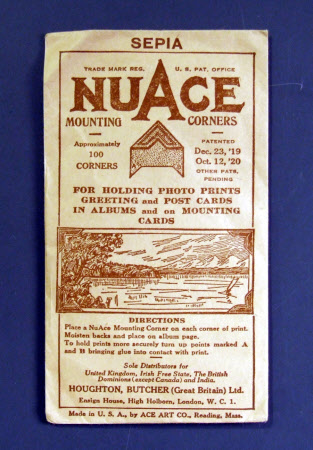 SEPIA
TRADE MARK REG. U. S. PAT. OFFICE
NUACE
MOUNTING CORNERS
Approximately
100
CORNERS
PATENTED
Dec. 23, '19
Oct. 12, '20
OTHER PATS.
PENDING
FOR HOLDING PHOTO PRINTS
GREETING and POST CARDS
IN ALBUMS and on MOUNTING
CARDS
DIRECTIONS
Place a NuAce Mounting Corner on each corner of print.
Moisten backs and place on album page.
To hold prints more securely turn up points marked A
and B bringing glue into contact with print.
Sole Distributors for
United Kingdom, Irish Free State, The British
Dominions (except Canada) and India.
HOUGHTON, BUTCHER (Great Britain) Ltd.
Ensign House, High Holborn, London, W. C. 1.
Made in U. S. A., by ACE ART CO., Reading, Mass.